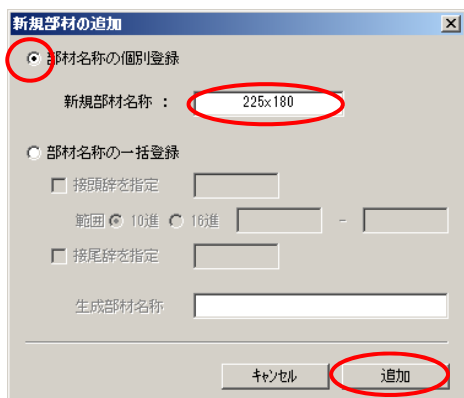 新規部材の追加
部材名称の個別登録
新規部材名称 : 225x180
部材名称の一括登録
接頭辞を指定
範囲 10進 16進 -
接尾辞を指定
生成部材名称
ｷｬﾝｾﾙ 追加